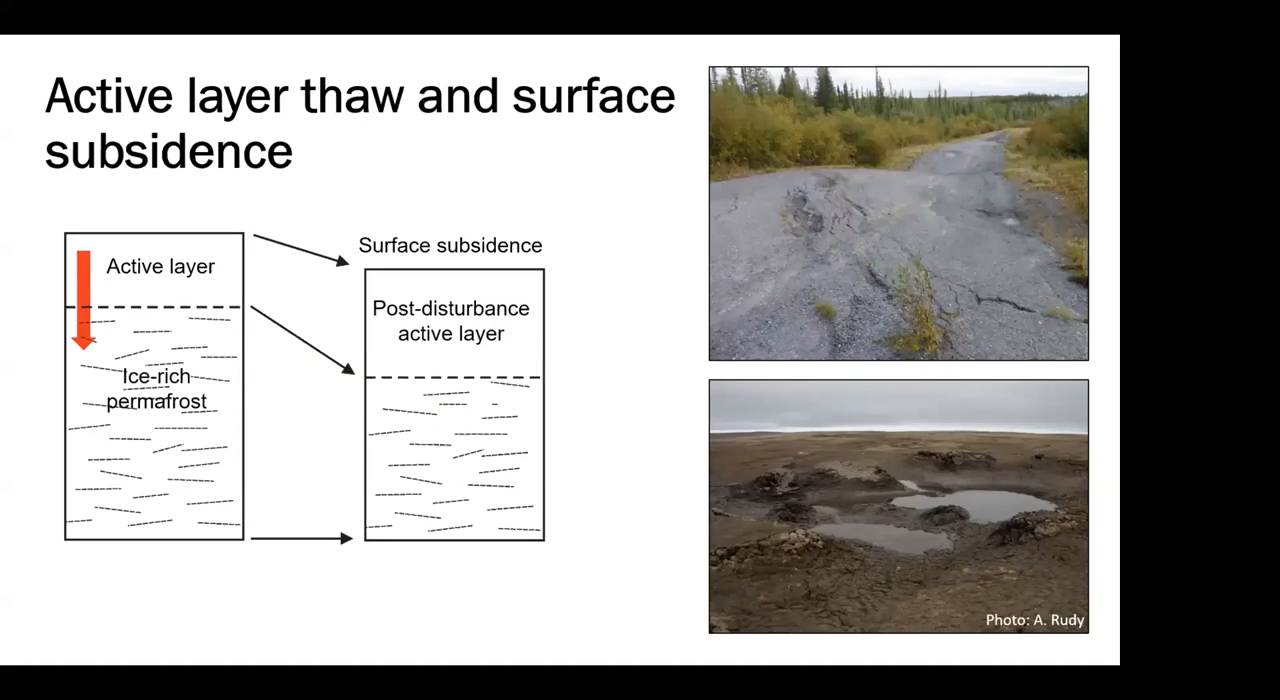 Active layer thaw and surface
subsidence
Active layer
Ice-rich
permafrost
Surface subsidence
Post-disturbance
active layer
Photo: A. Rudy